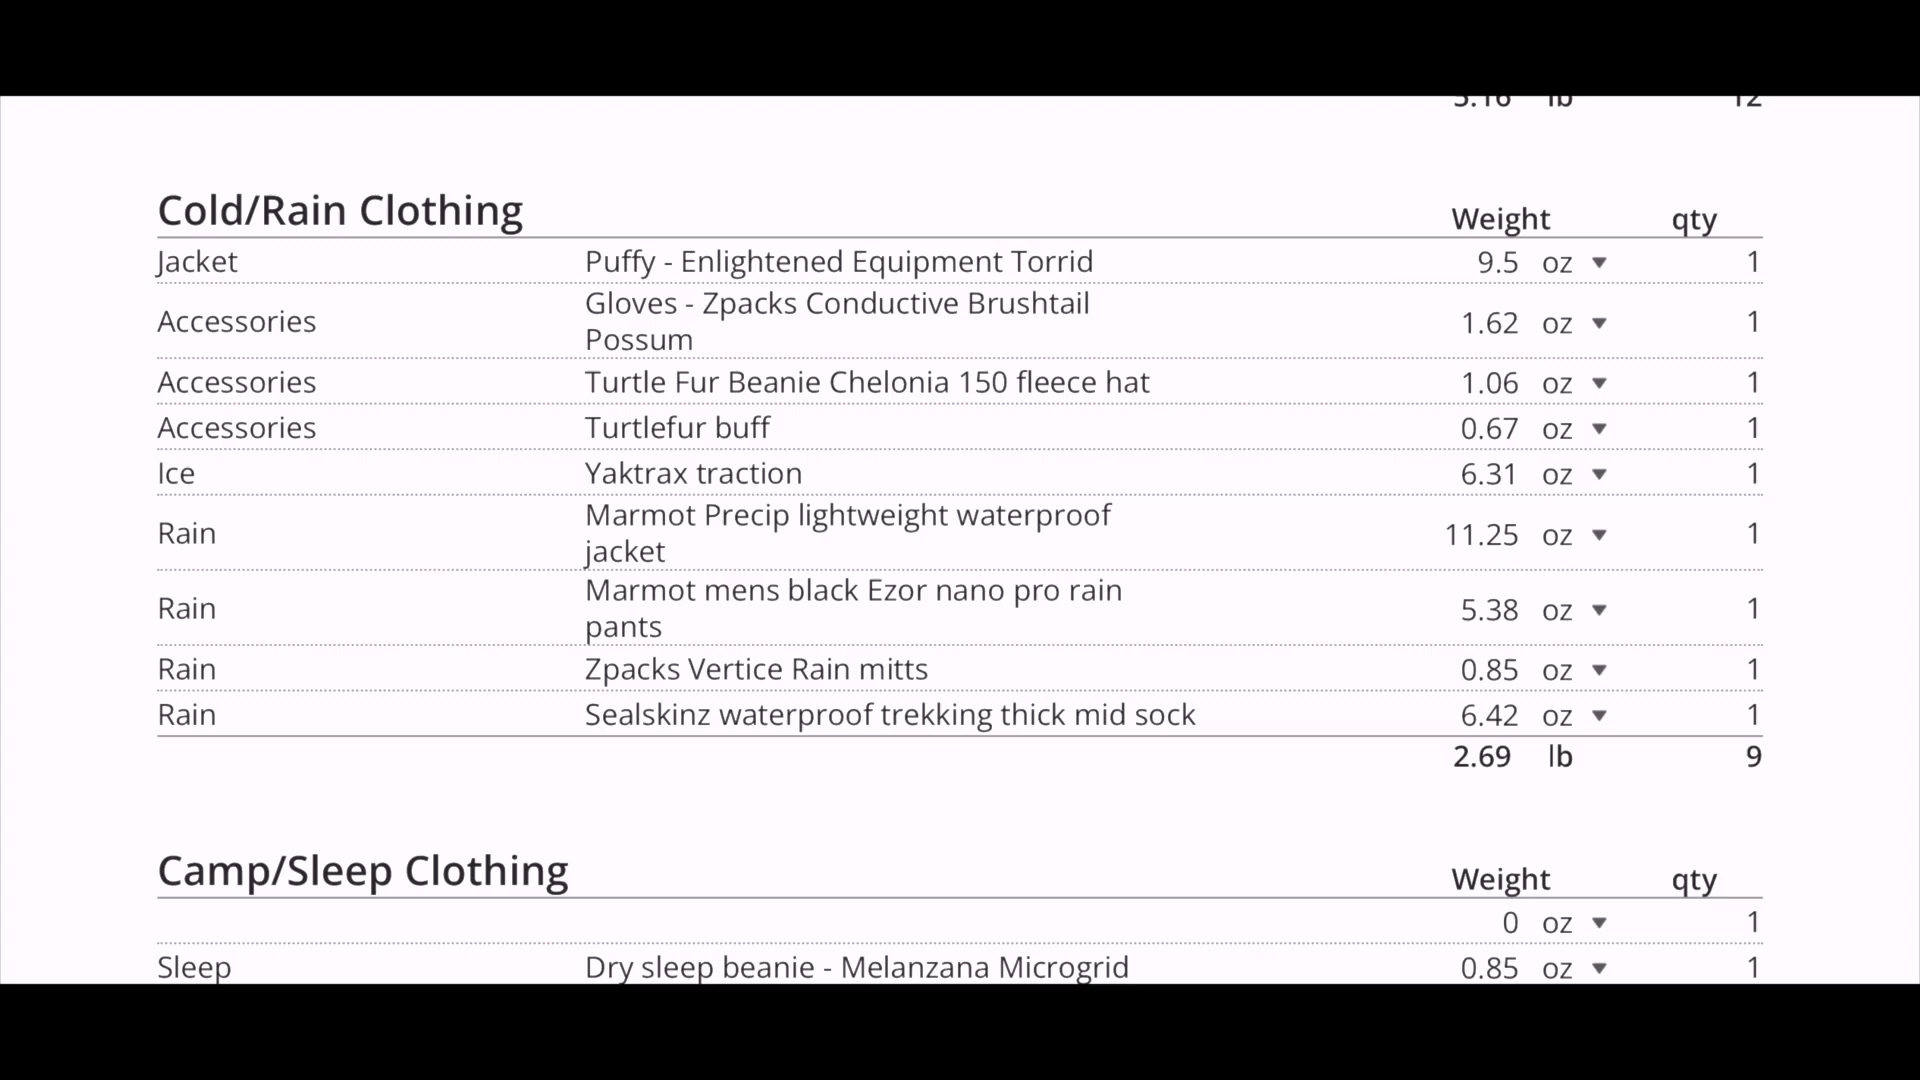 5.16 lb 12
Cold/Rain Clothing Weight qty
Jacket Puffy - Enlightened Equipment Torrid 9.5 oz 1
Accessories Gloves - Zpacks Conductive Brushtail
Possum 1.62 oz 1
Accessories Turtle Fur Beanie Chelonia 150 fleece hat 1.06 oz 1
Accessories Turtlefur buff 0.67 oz 1
Ice Yaktrax traction 6.31 oz 1
Rain Marmot Precip lightweight waterproof
jacket 11.25 oz 1
Rain Marmot mens black Ezor nano pro rain
pants 5.38 oz 1
Rain Zpacks Vertice Rain mitts 0.85 oz 1
Rain Sealskinz waterproof trekking thick mid sock 6.42 oz 1
2.69 lb 9
Camp/Sleep Clothing Weight qty
0 oz 1
Sleep Dry sleep beanie - Melanzana Microgrid 0.85 oz 1